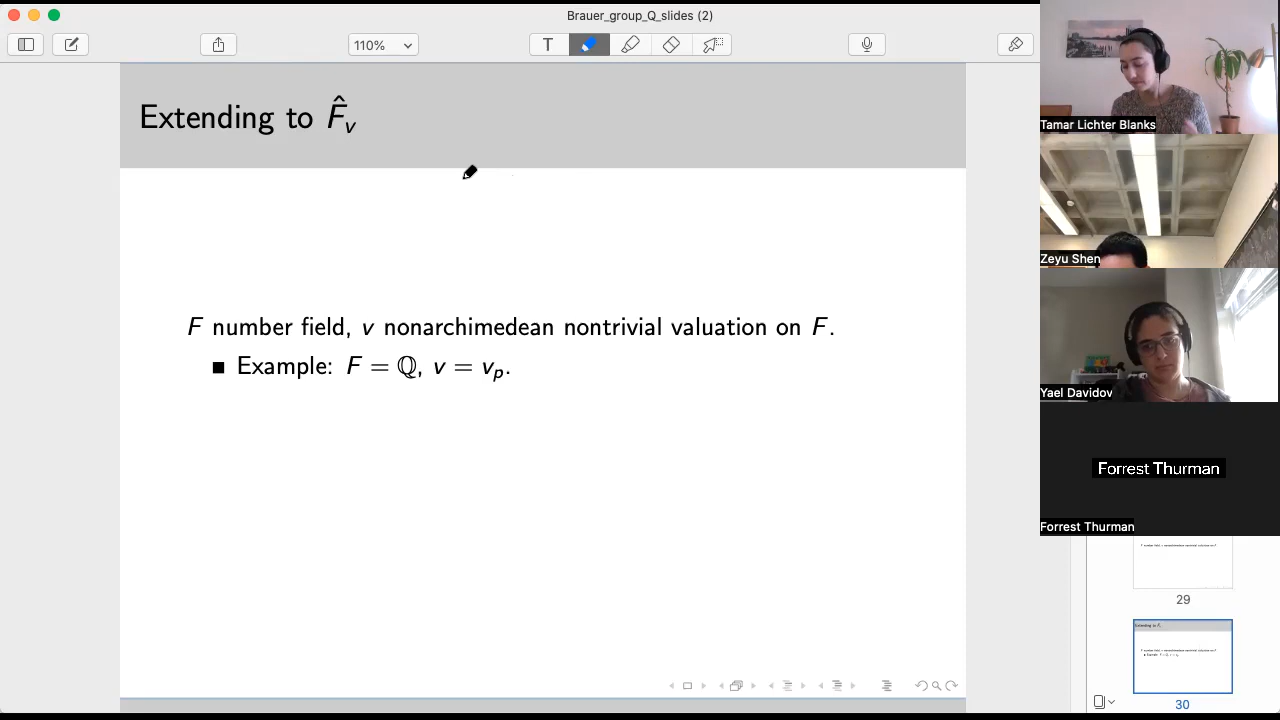 Brauer_group_Q_slides (2)
110%
T
Extending to F̂ᵥ
F number field, v nonarchimedean nontrivial valuation on F.
■ Example: F = ℚ, v = vₚ.
Tamar Lichter Blanks
Zeyu Shen
Yael Davidov
Forrest Thurman
Forrest Thurman
29
30